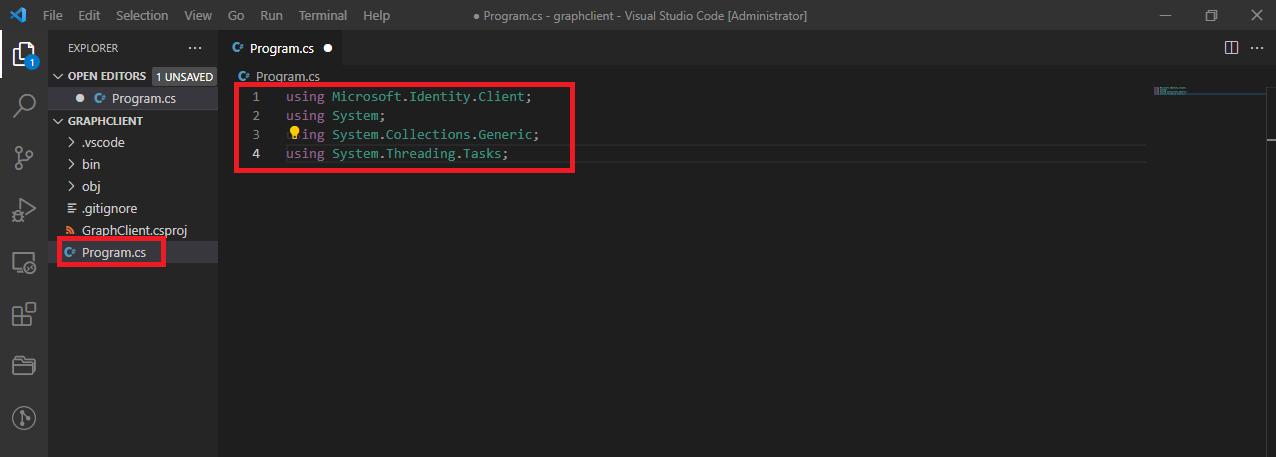 File Edit Selection View Go Run Terminal Help
● Program.cs - graphclient - Visual Studio Code [Administrator]
EXPLORER
OPEN EDITORS 1 UNSAVED
Program.cs
GRAPHCLIENT
.vscode
bin
obj
.gitignore
GraphClient.csproj
Program.cs
1
Program.cs
Program.cs
1 using Microsoft.Identity.Client;
2 using System;
3 using System.Collections.Generic;
4 using System.Threading.Tasks;